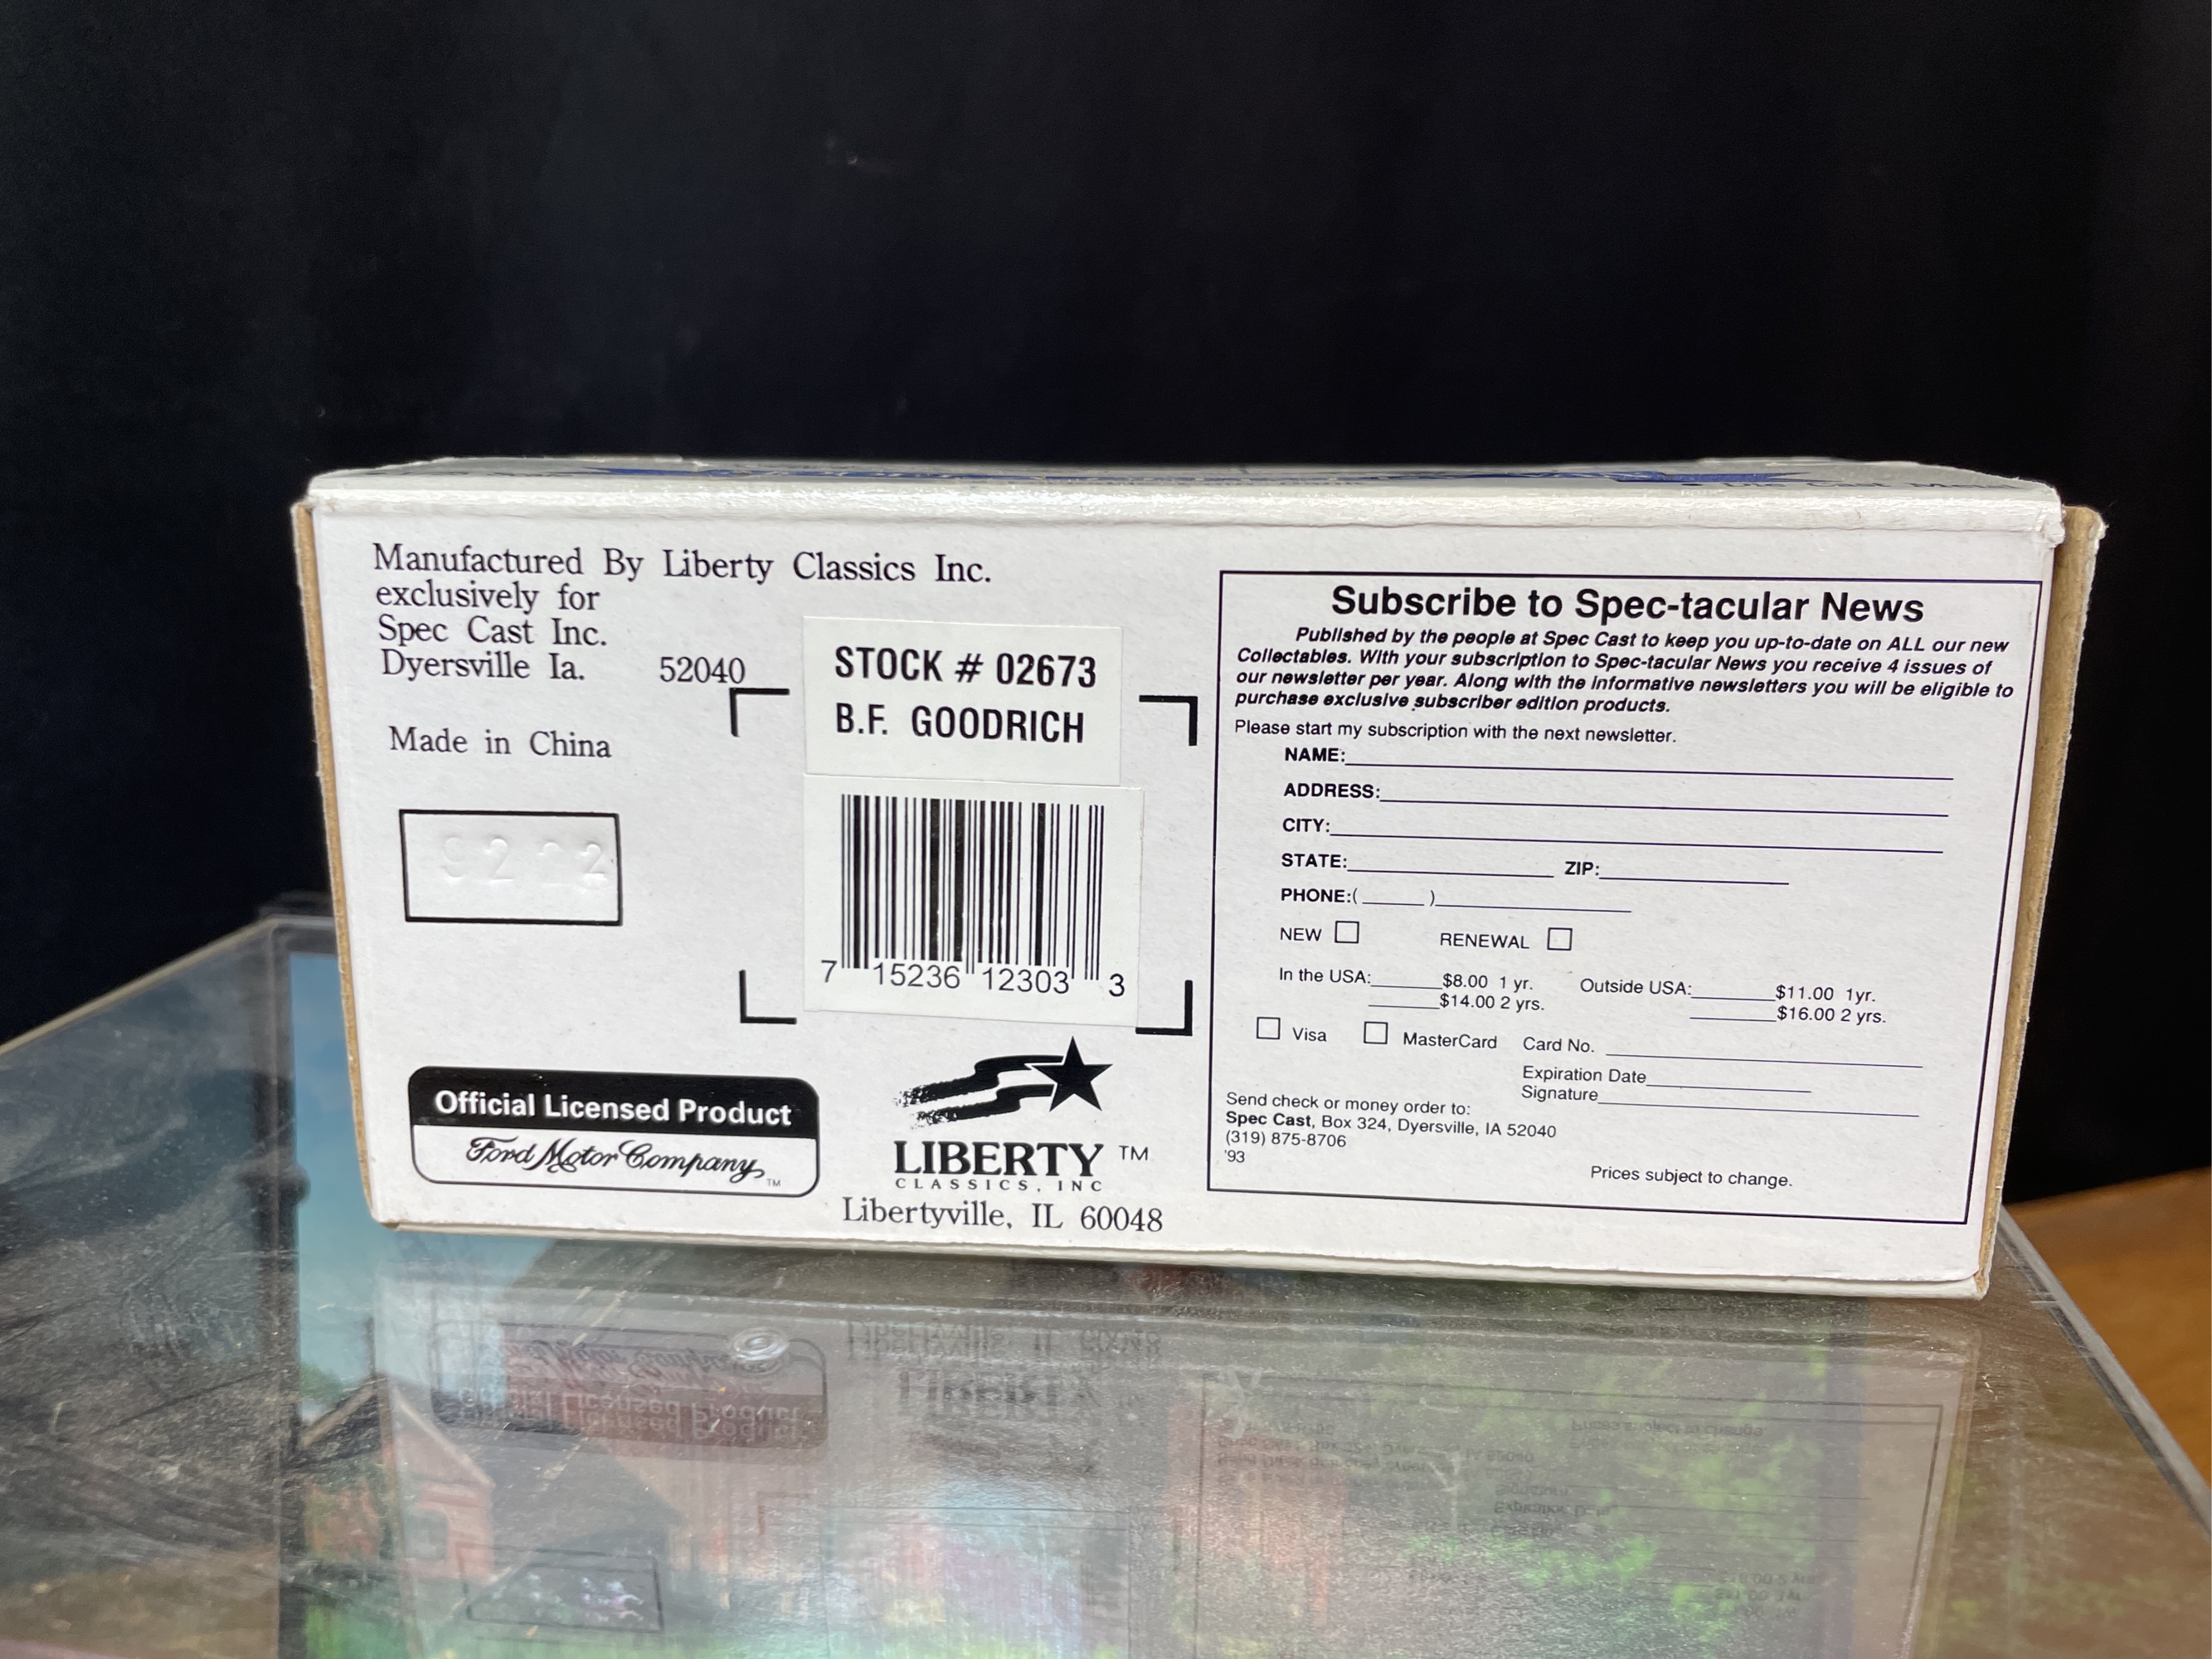 Manufactured By Liberty Classics Inc.
exclusively for
Spec Cast Inc.
Dyersville Ia. 52040
Made in China
STOCK # 02673
B.F. GOODRICH
7 15236 12303 3
Official Licensed Product
Ford Motor Company TM
LIBERTY TM
CLASSICS, INC
Libertyville, IL 60048
Subscribe to Spec-tacular News
Published by the people at Spec Cast to keep you up-to-date on ALL our new
Collectables. With your subscription to Spec-tacular News you receive 4 issues of
our newsletter per year. Along with the informative newsletters you will be eligible to
purchase exclusive subscriber edition products.
Please start my subscription with the next newsletter.
NAME:
ADDRESS:
CITY:
STATE: ZIP:
PHONE:( )
NEW RENEWAL
In the USA: $8.00 1 yr. Outside USA: $11.00 1yr.
$14.00 2 yrs. $16.00 2 yrs.
Visa MasterCard Card No.
Expiration Date
Signature
Send check or money order to:
Spec Cast, Box 324, Dyersville, IA 52040
(319) 875-8706
'93
Prices subject to change.